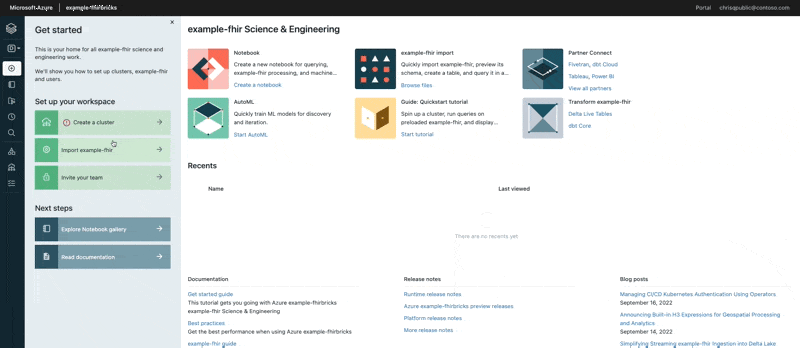 Microsoft Azure
example-fhirbricks
Portal
chrisqpublic@contoso.com
Get started
This is your home for all example-fhir science and
engineering work.
We'll show you how to set up clusters, example-fhir
and users.
Set up your workspace
Create a cluster
Import example-fhir
Invite your team
Next steps
Explore Notebook gallery
Read documentation
example-fhir Science & Engineering
Notebook
Create a new notebook for querying,
example-fhir processing, and machine...
Create a notebook
example-fhir import
Quickly import example-fhir, preview its
schema, create a table, and query it in a...
Browse files
Partner Connect
Fivetran, dbt Cloud
Tableau, Power BI
View all partners
AutoML
Quickly train ML models for discovery
and iteration.
Start AutoML
Guide: Quickstart tutorial
Spin up a cluster, run queries on
preloaded example-fhir, and display...
Start tutorial
Transform example-fhir
Delta Live Tables
dbt Core
Recents
Name
Last viewed
There are no recents yet
Documentation
Get started guide
This tutorial gets you going with Azure example-fhirbricks
example-fhir Science & Engineering
Best practices
Get the best performance when using Azure example-fhirbricks
example-fhir guide
Release notes
Runtime release notes
Azure example-fhirbricks preview releases
Platform release notes
More release notes
Blog posts
Managing CI/CD Kubernetes Authentication Using Operators
September 16, 2022
Announcing Built-in H3 Expressions for Geospatial Processing
and Analytics
September 14, 2022
Simplifying Streaming example-fhir Ingestion into Delta Lake